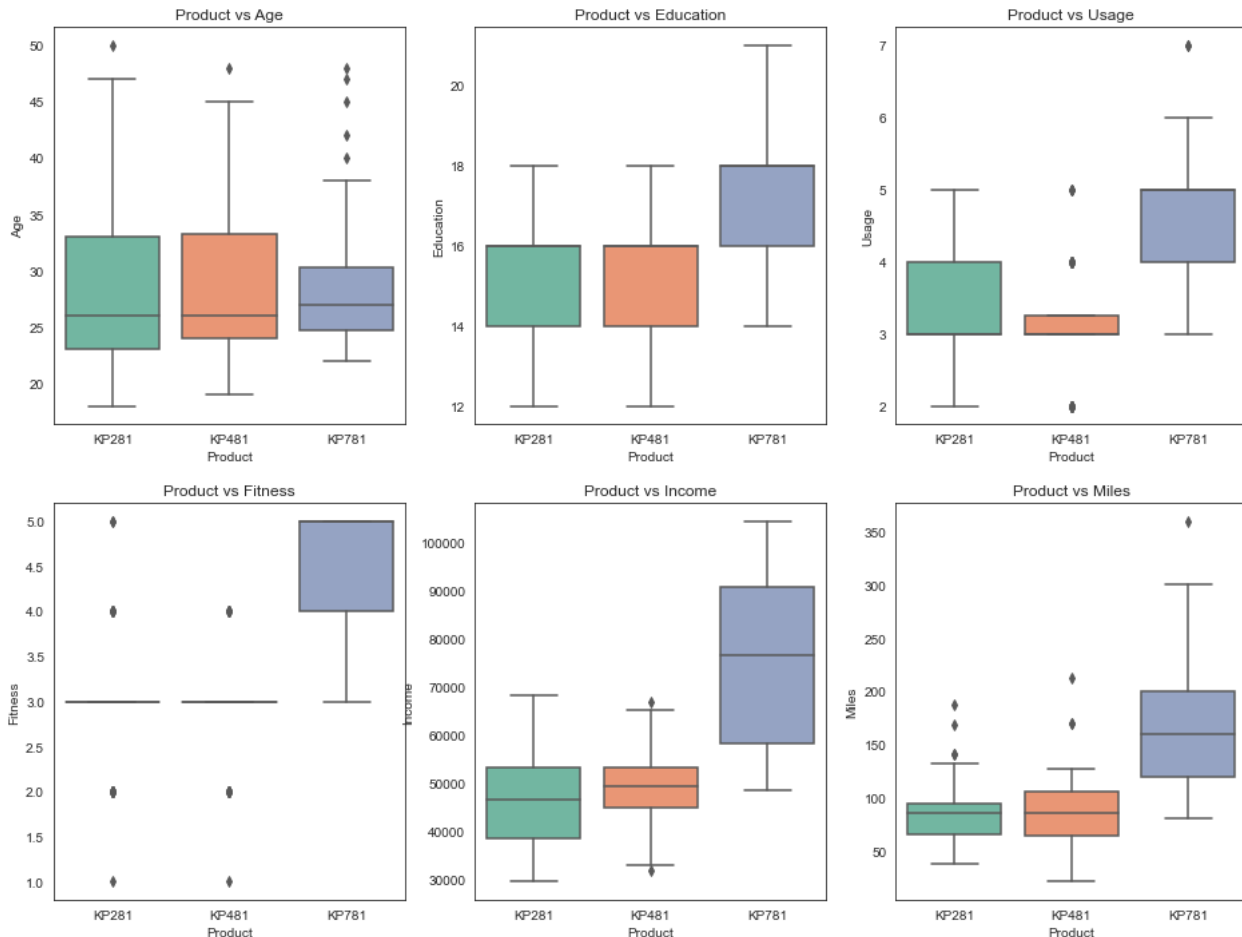 Product vs Age
50
45
40
35
30
25
20
Age
KP281 KP481 KP781
Product
Product vs Education
20
18
16
14
12
Education
KP281 KP481 KP781
Product
Product vs Usage
7
6
5
4
3
2
Usage
KP281 KP481 KP781
Product
Product vs Fitness
5.0
4.5
4.0
3.5
3.0
2.5
2.0
1.5
1.0
Fitness
KP281 KP481 KP781
Product
Product vs Income
100000
90000
80000
70000
60000
50000
40000
30000
Income
KP281 KP481 KP781
Product
Product vs Miles
350
300
250
200
150
100
50
Miles
KP281 KP481 KP781
Product